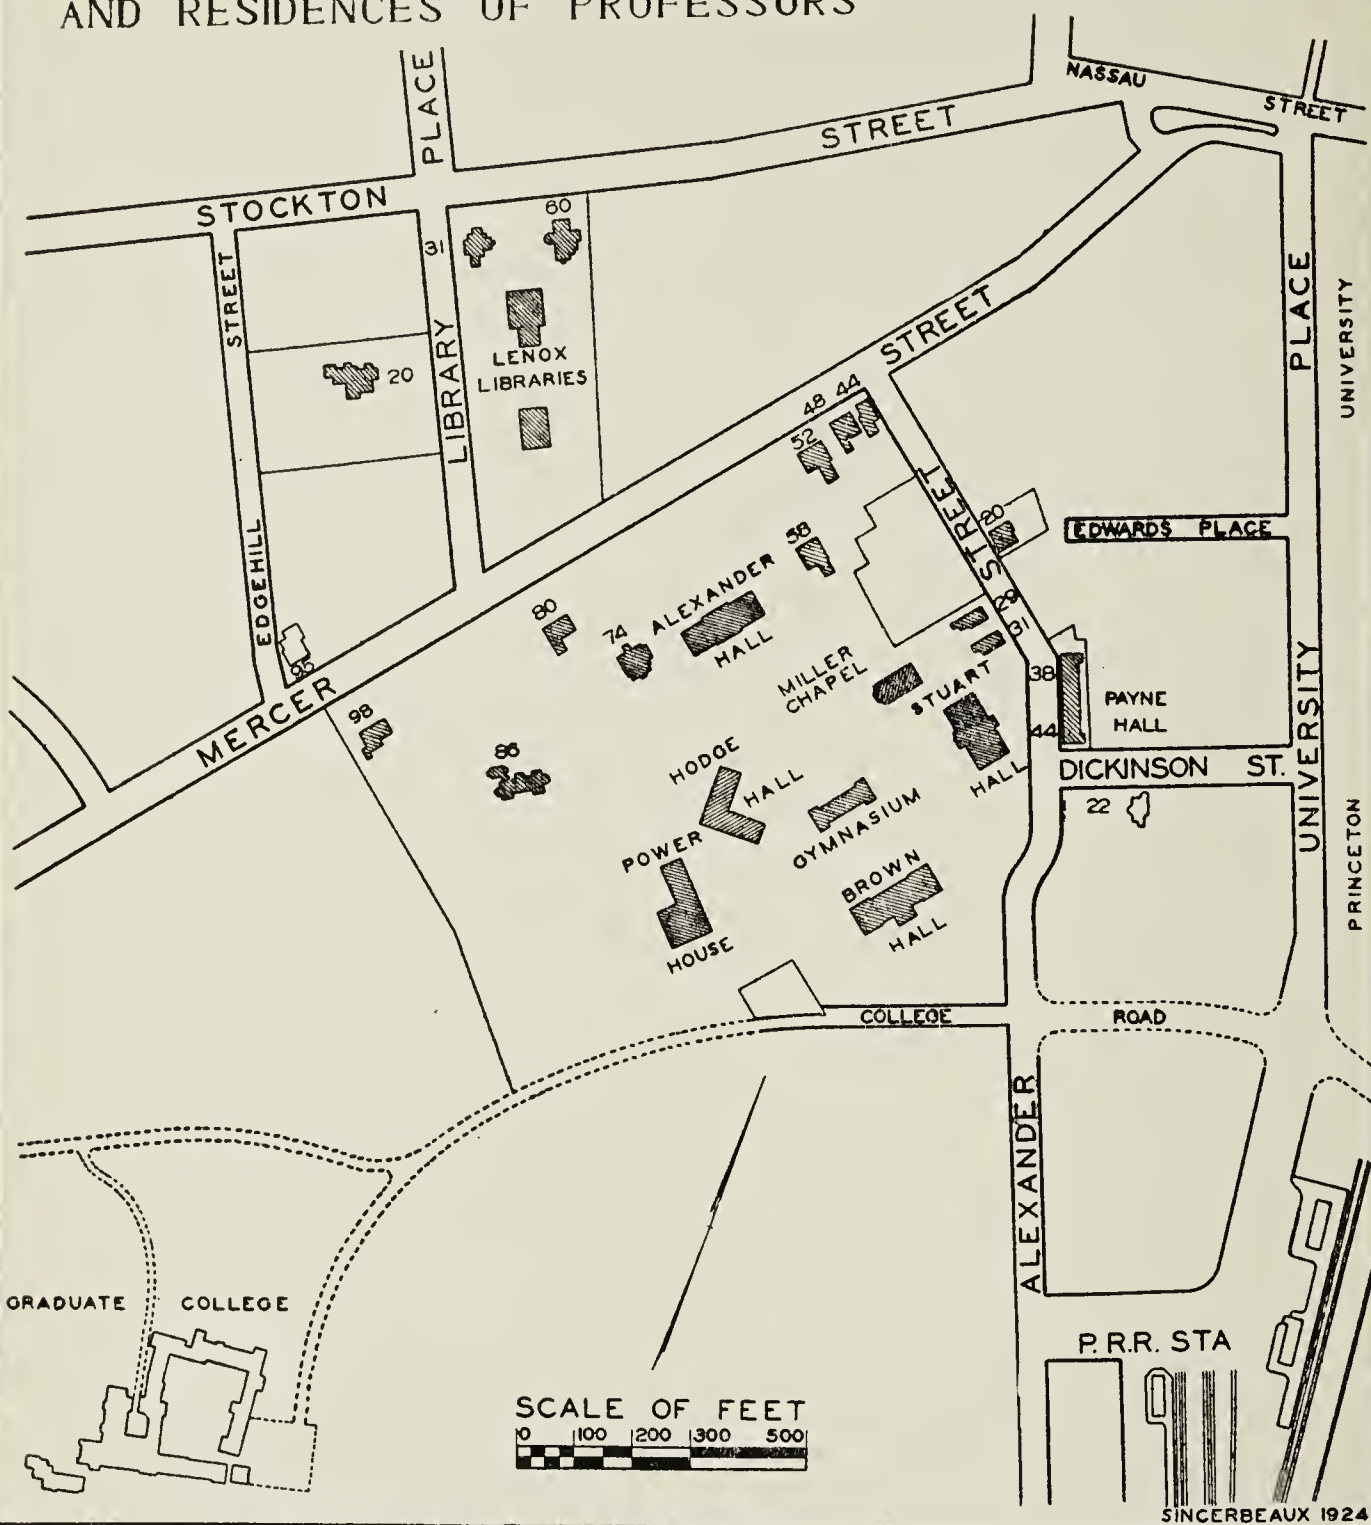 AND RESIDENCES OF PROFESSORS
PLACE
NASSAU
STREET
STREET
STOCKTON
60
31
STREET
PLACE
UNIVERSITY
STREET
LENOX
LIBRARIES
20
LIBRARY
48 44
52
STREET
20
EDWARDS PLACE
58
EDGEHILL
80
74
ALEXANDER
HALL
29
31
95
MERCER
MILLER
CHAPEL
STUART
HALL
38
44
PAYNE
HALL
UNIVERSITY
98
86
HODGE
HALL
DICKINSON ST.
22
GYMNASIUM
POWER
HOUSE
BROWN
HALL
PRINCETON
COLLEGE
ROAD
ALEXANDER
GRADUATE COLLEGE
P.R.R. STA
SCALE OF FEET
0 100 200 300 500
SINCERBEAUX 1924